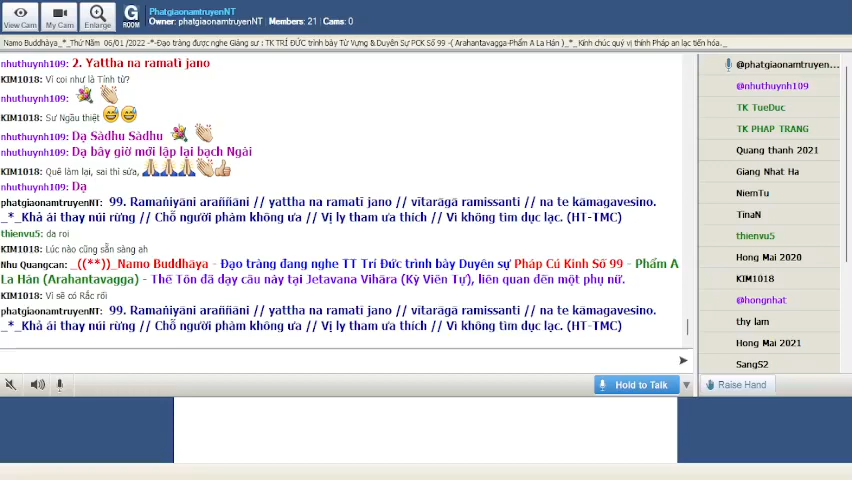 PhatgiaonamtruyenNT
Owner: phatgiaonamtruyenNT | Members: 21 | Cams: 0
View Cam
My Cam
Enlarge
G ROOM
Namo Buddhàya_*_Thứ Năm 06/01 /2022 -*-Đạo tràng được nghe Giảng sư : TK TRÍ ĐỨC trình bày Từ Vựng & Duyên Sự PCK Số 99 -( Arahantavagga-Phẩm A La Hán )_*_ Kính chúc quý vị thính Pháp an lạc tiến hóa._
nhuthuynh109: 2. Yattha na ramatì jano
KIM1018: Vì coi như là Tính từ?
nhuthuynh109:
KIM1018: Sư Ngầu thiệt
nhuthuynh109: Dạ Sàdhu Sàdhu
nhuthuynh109: Dạ bây giờ mới lập lại bạch Ngài
KIM1018: Quê làm lại, sai thì sửa,
nhuthuynh109: Dạ
phatgiaonamtruyenNT: 99. Ramaṅiyāni araññāni // yattha na ramatī jano // vītarāgā ramissanti // na te kāmagavesino.
_*_Khả ái thay núi rừng // Chỗ người phàm không ưa // Vị ly tham ưa thích // Vì không tìm dục lạc. (HT-TMC)
thienvu5: da roi
KIM1018: Lúc nào cũng sẵn sàng ah
Nhu Quangcan: _((**))_Namo Buddhāya - Đạo tràng đang nghe TT Trí Đức trình bày Duyên sự Pháp Cú Kinh Số 99 - Phẩm A
La Hán (Arahantavagga) - Thế Tôn đã dạy câu này tại Jetavana Vihāra (Kỳ Viên Tự), liên quan đến một phụ nữ.
KIM1018: Vì sẽ có Rắc rối
phatgiaonamtruyenNT: 99. Ramaṅiyāni araññāni // yattha na ramatī jano // vītarāgā ramissanti // na te kāmagavesino.
_*_Khả ái thay núi rừng // Chỗ người phàm không ưa // Vị ly tham ưa thích // Vì không tìm dục lạc. (HT-TMC)
Hold to Talk
@phatgiaonamtruyen...
@nhuthuynh109
TK TueDuc
TK PHAP TRANG
Quang thanh 2021
Giang Nhat Ha
NiemTu
TinaN
thienvu5
Hong Mai 2020
KIM1018
@hongnhat
thy lam
Hong Mai 2021
SangS2
Raise Hand